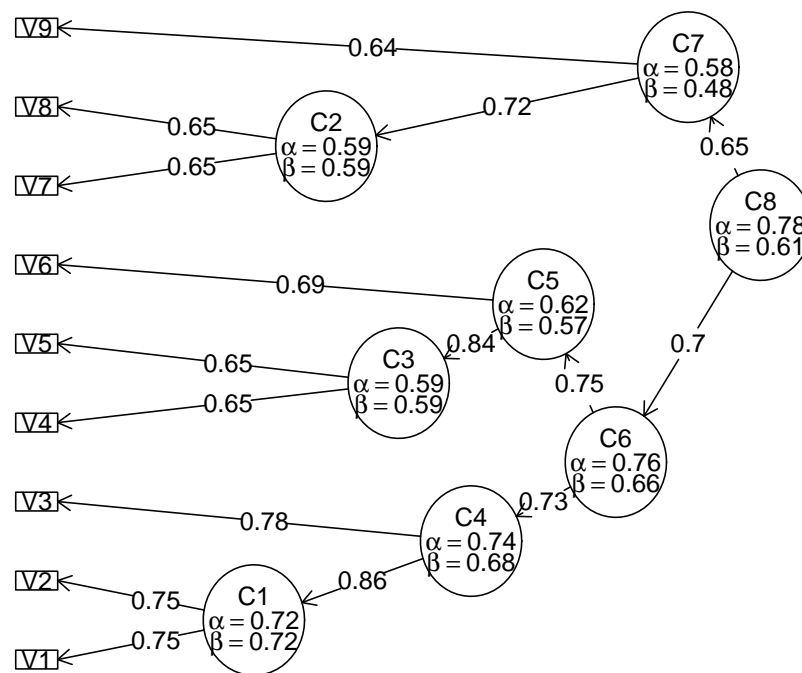 V9
0.64
C7
α = 0.58
β = 0.48
V8
0.65
C2
α = 0.59
β = 0.59
0.72
V7
0.65
0.65
C8
α = 0.78
β = 0.61
V6
0.69
C5
α = 0.62
β = 0.57
V5
0.65
C3
α = 0.59
β = 0.59
0.84
0.7
V4
0.65
0.75
C6
α = 0.76
β = 0.66
V3
0.78
C4
α = 0.74
β = 0.68
0.73
V2
0.75
C1
α = 0.72
β = 0.72
0.86
V1
0.75